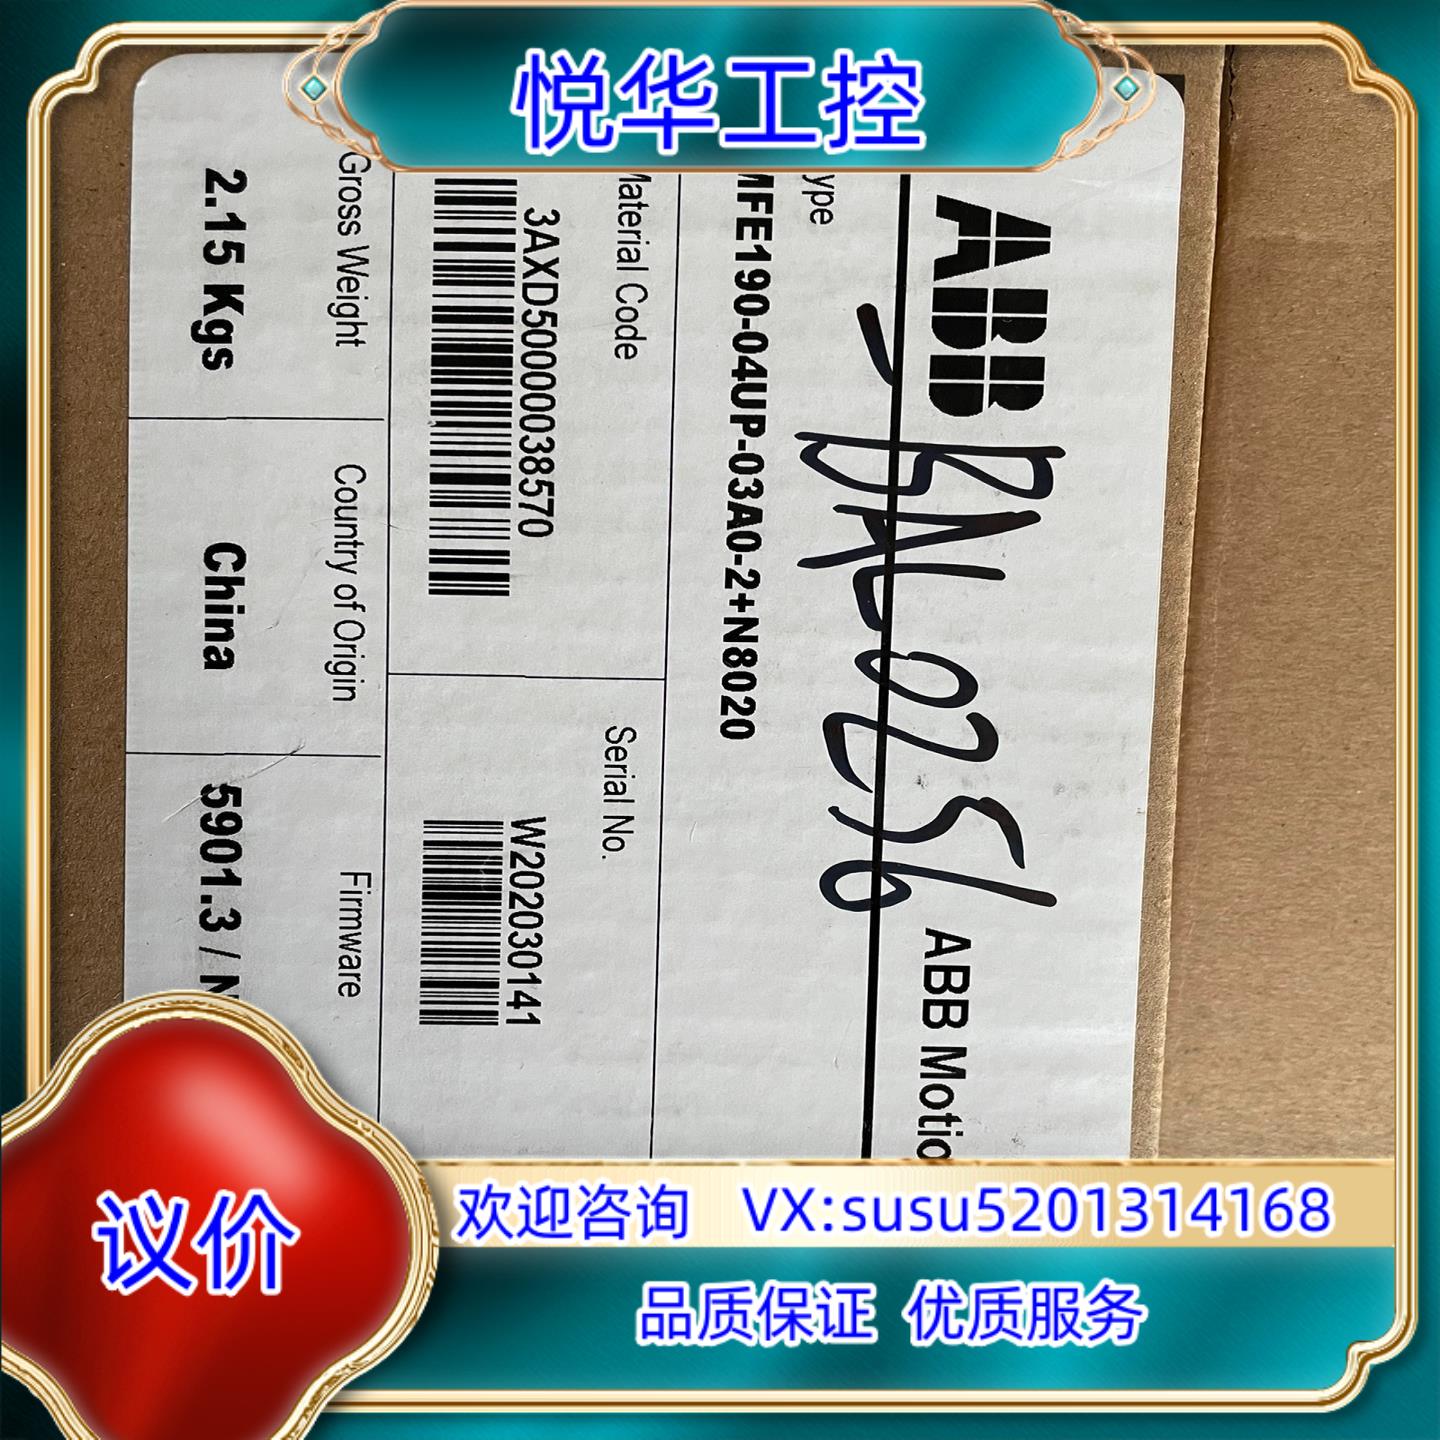 悦华工控
ABB
ABB Motio
BAL0256
ype
MFE190-04UP-03A0-2+N8020
Material Code
3AXD50000038570
Serial No.
W202030141
Gross Weight
2.15 Kgs
Country of Origin
China
Firmware
5901.3 / N
议价
欢迎咨询 VX:susu5201314168
品质保证 优质服务